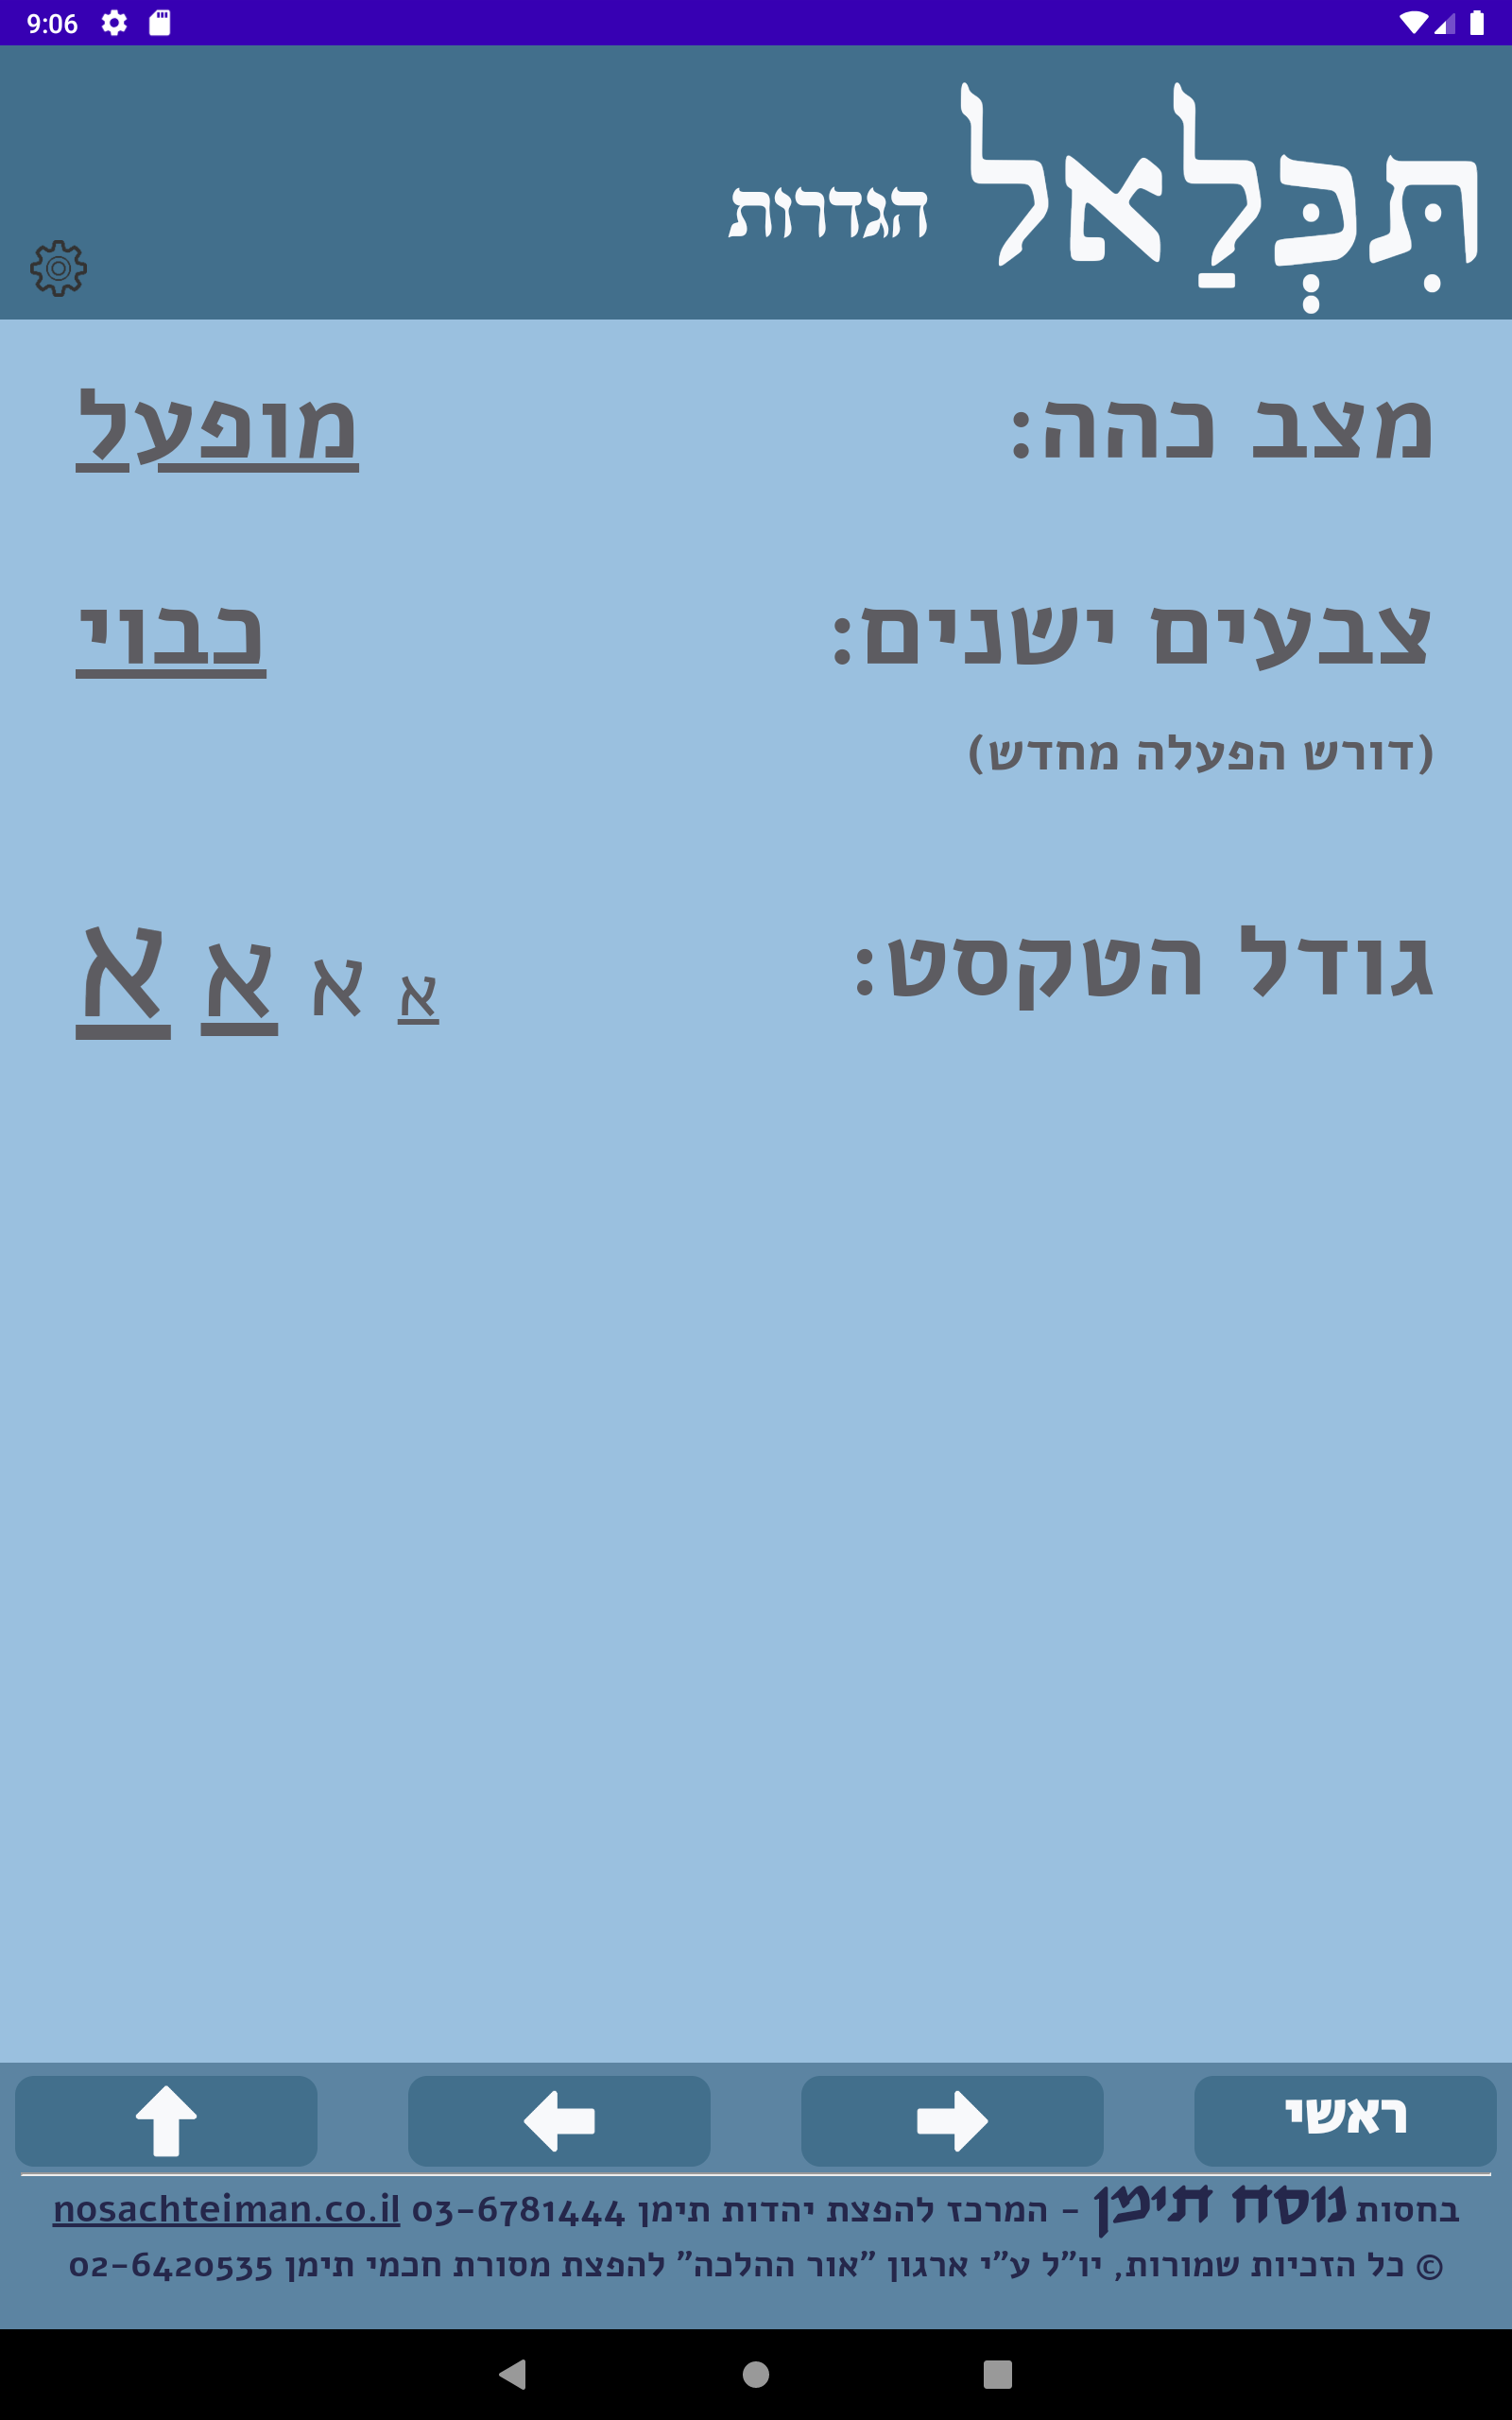 9:06
תִּכְּלַאל הגדרות
מצב כהה: מופעל
צבעים ישנים: כבוי
(דורש הפעלה מחדש)
גודל הטקסט: א א א א
ראשי
בחסות נוסח תימן - המרכז להפצת יהדות תימן 03-6781444 nosachteiman.co.il
© כל הזכויות שמורות, יו"ל ע"י ארגון "אור ההלכה" להפצת מסורת חכמי תימן 02-6420535